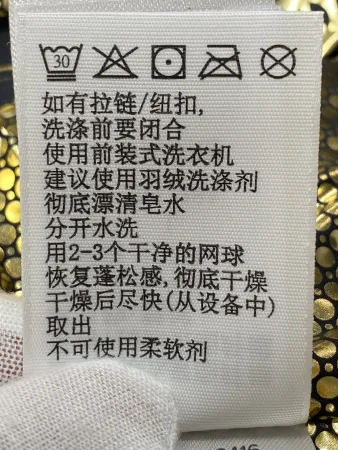 30
如有拉链/纽扣,
洗涤前要闭合
使用前装式洗衣机
建议使用羽绒洗涤剂
彻底漂清皂水
分开水洗
用2-3个干净的网球
恢复蓬松感,彻底干燥
干燥后尽快(从设备中)
取出
不可使用柔软剂